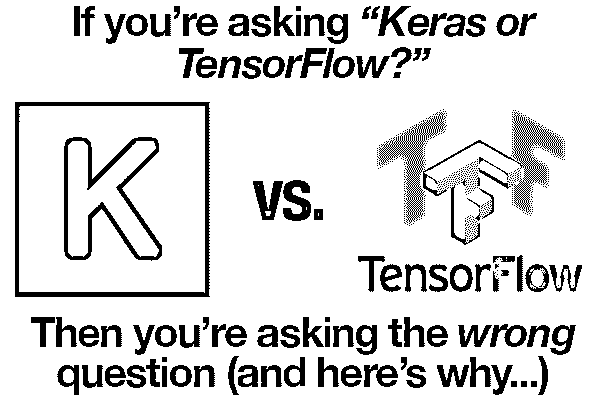 If you’re asking “Keras or
TensorFlow?”
K
vs.
TensorFlow
Then you’re asking the wrong
question (and here’s why...)